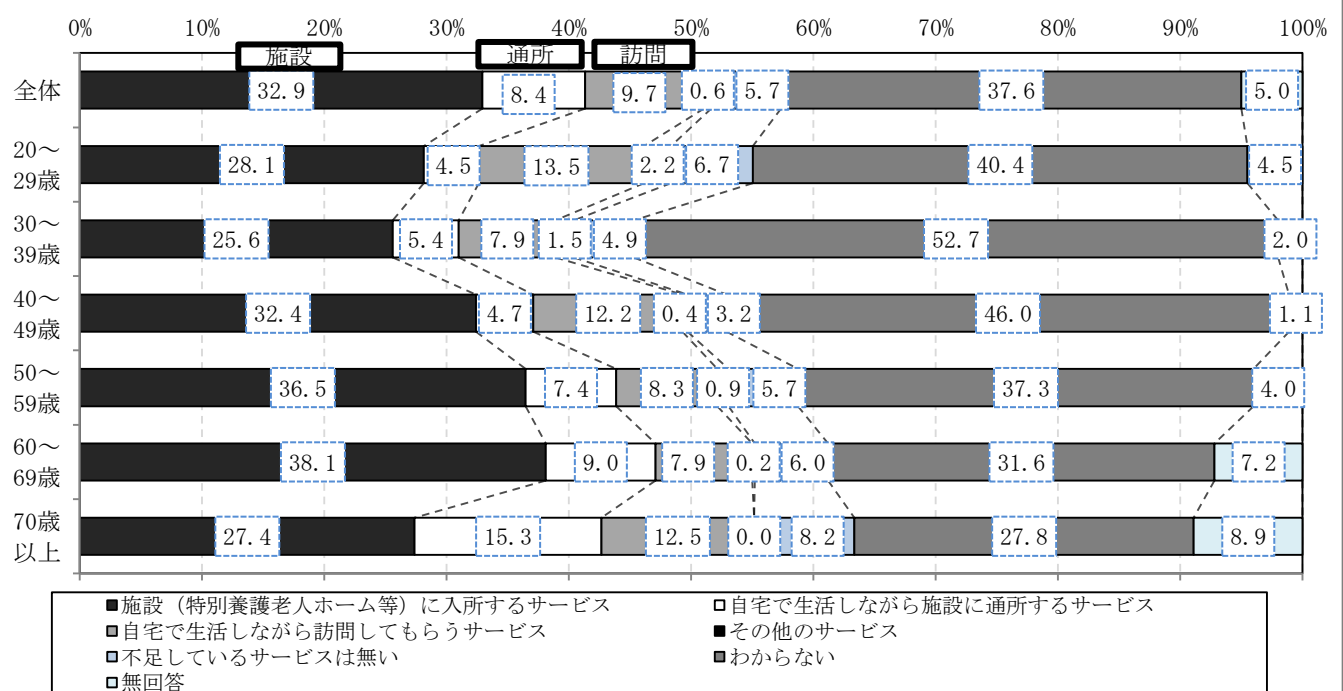 0% 10% 20% 30% 40% 50% 60% 70% 80% 90% 100%
施設 通所 訪問
全体 32.9 8.4 9.7 0.6 5.7 37.6 5.0
20～
29歳 28.1 4.5 13.5 2.2 6.7 40.4 4.5
30～
39歳 25.6 5.4 7.9 1.5 4.9 52.7 2.0
40～
49歳 32.4 4.7 12.2 0.4 3.2 46.0 1.1
50～
59歳 36.5 7.4 8.3 0.9 5.7 37.3 4.0
60～
69歳 38.1 9.0 7.9 0.2 6.0 31.6 7.2
70歳
以上 27.4 15.3 12.5 0.0 8.2 27.8 8.9
施設（特別養護老人ホーム等）に入所するサービス 自宅で生活しながら施設に通所するサービス
自宅で生活しながら訪問してもらうサービス その他のサービス
不足しているサービスは無い わからない
無回答